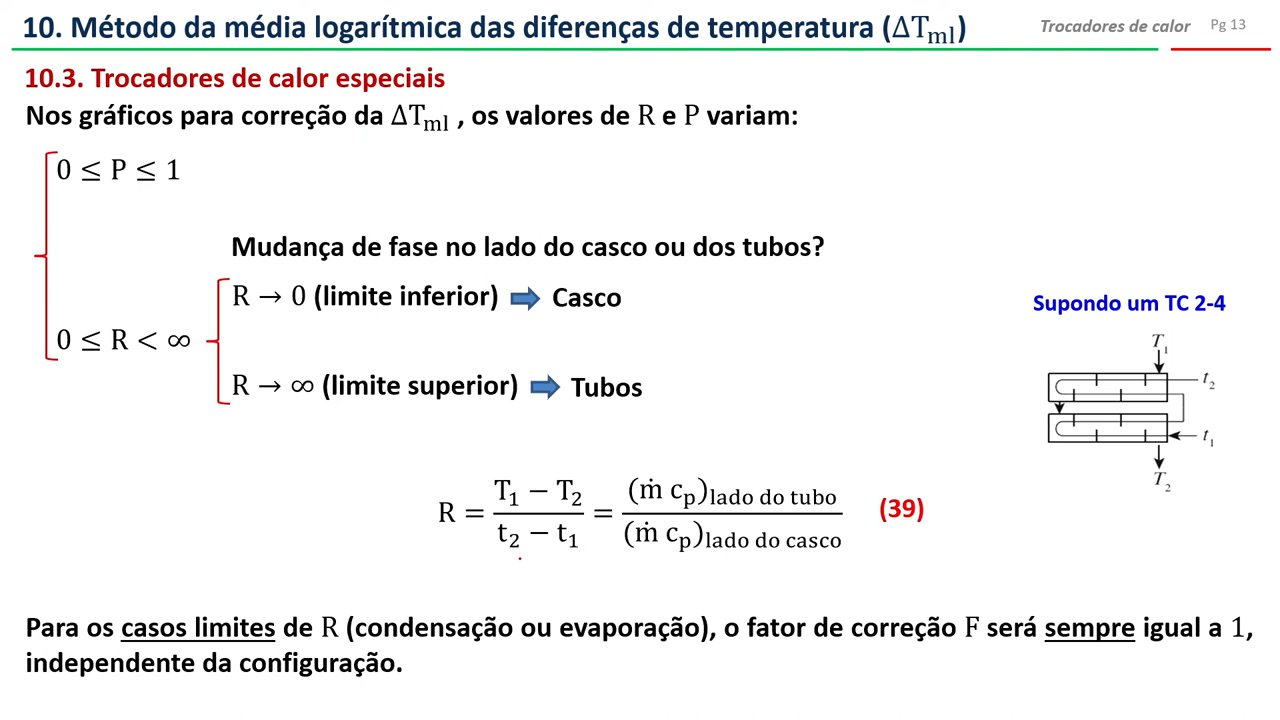 10. Método da média logarítmica das diferenças de temperatura (ΔTml)
Trocadores de calor Pg 13
10.3. Trocadores de calor especiais
Nos gráficos para correção da ΔTml , os valores de R e P variam:
0 ≤ P ≤ 1
Mudança de fase no lado do casco ou dos tubos?
R → 0 (limite inferior) Casco
0 ≤ R < ∞
R → ∞ (limite superior) Tubos
Supondo um TC 2-4
T1
t2
t1
T2
R = (T1 − T2)/(t2 − t1) = (ṁ cp)lado do tubo/(ṁ cp)lado do casco (39)
Para os casos limites de R (condensação ou evaporação), o fator de correção F será sempre igual a 1,
independente da configuração.